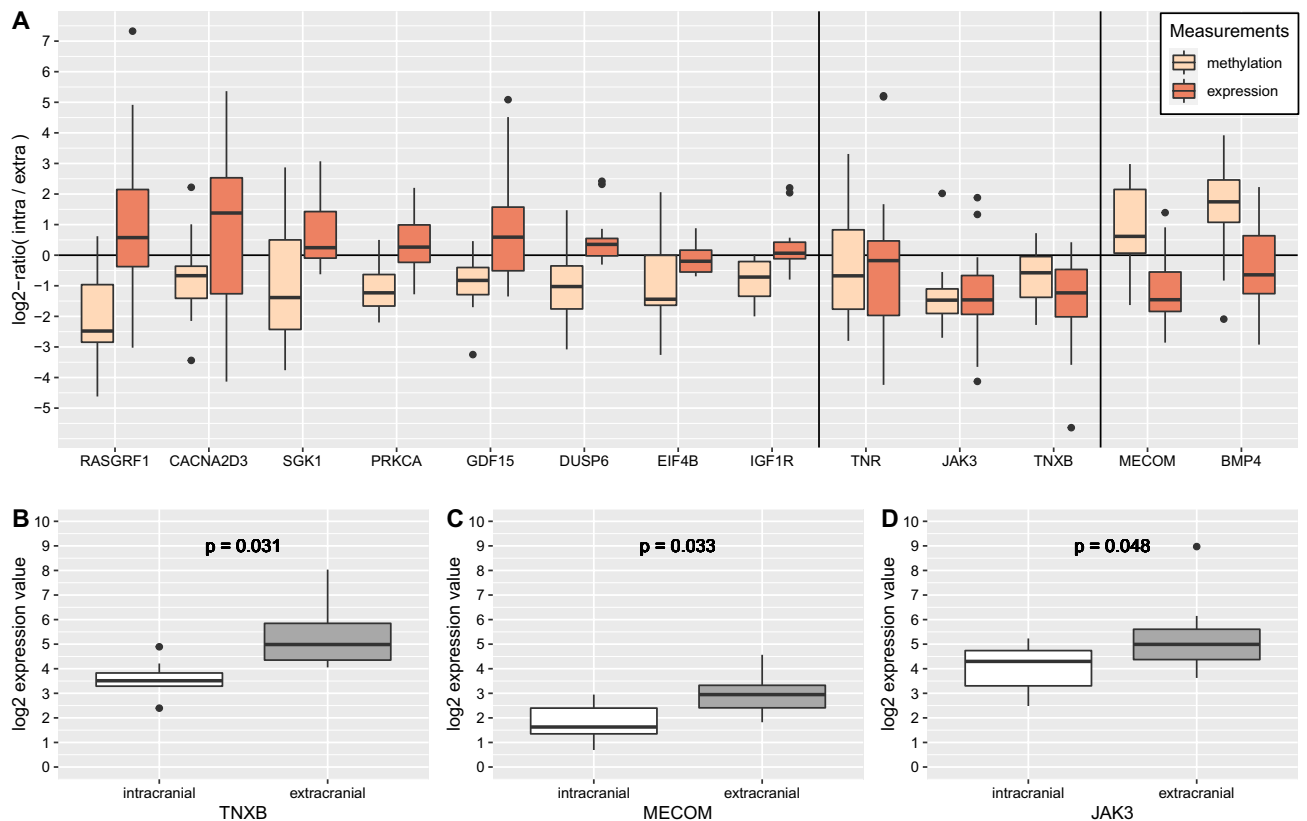 A
Measurements
methylation
expression
log2−ratio( intra / extra )
7
6
5
4
3
2
1
0
−1
−2
−3
−4
−5
RASGRF1 CACNA2D3 SGK1 PRKCA GDF15 DUSP6 EIF4B IGF1R TNR JAK3 TNXB MECOM BMP4
B
p = 0.031
log2 expression value
10
9
8
7
6
5
4
3
2
1
0
intracranial extracranial
TNXB
C
p = 0.033
log2 expression value
10
9
8
7
6
5
4
3
2
1
0
intracranial extracranial
MECOM
D
p = 0.048
log2 expression value
10
9
8
7
6
5
4
3
2
1
0
intracranial extracranial
JAK3